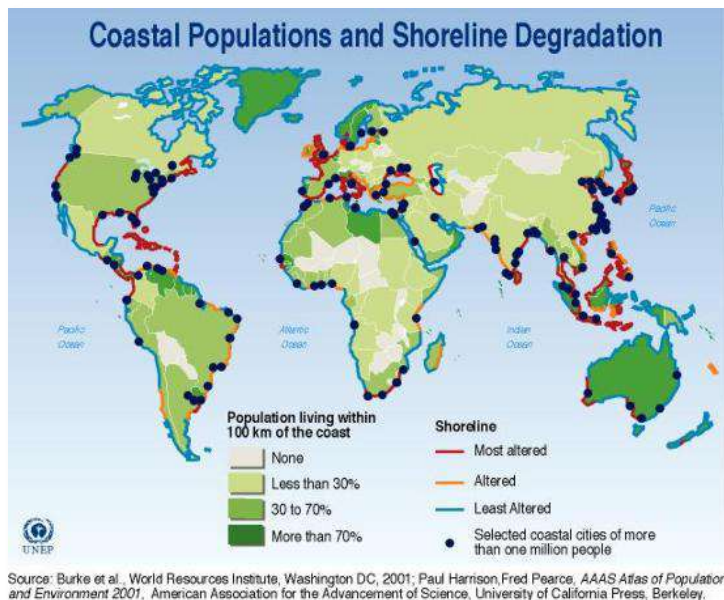 Coastal Populations and Shoreline Degradation
Pacific
Ocean
Pacific
Ocean
Atlantic
Ocean
Indian
Ocean
Population living within
100 km of the coast
None
Less than 30%
30 to 70%
More than 70%
Shoreline
Most altered
Altered
Least Altered
Selected coastal cities of more
than one million people
UNEP
Source: Burke et al., World Resources Institute, Washington DC, 2001; Paul Harrison,Fred Pearce, AAAS Atlas of Population
and Environment 2001, American Association for the Advancement of Science, University of California Press, Berkeley.